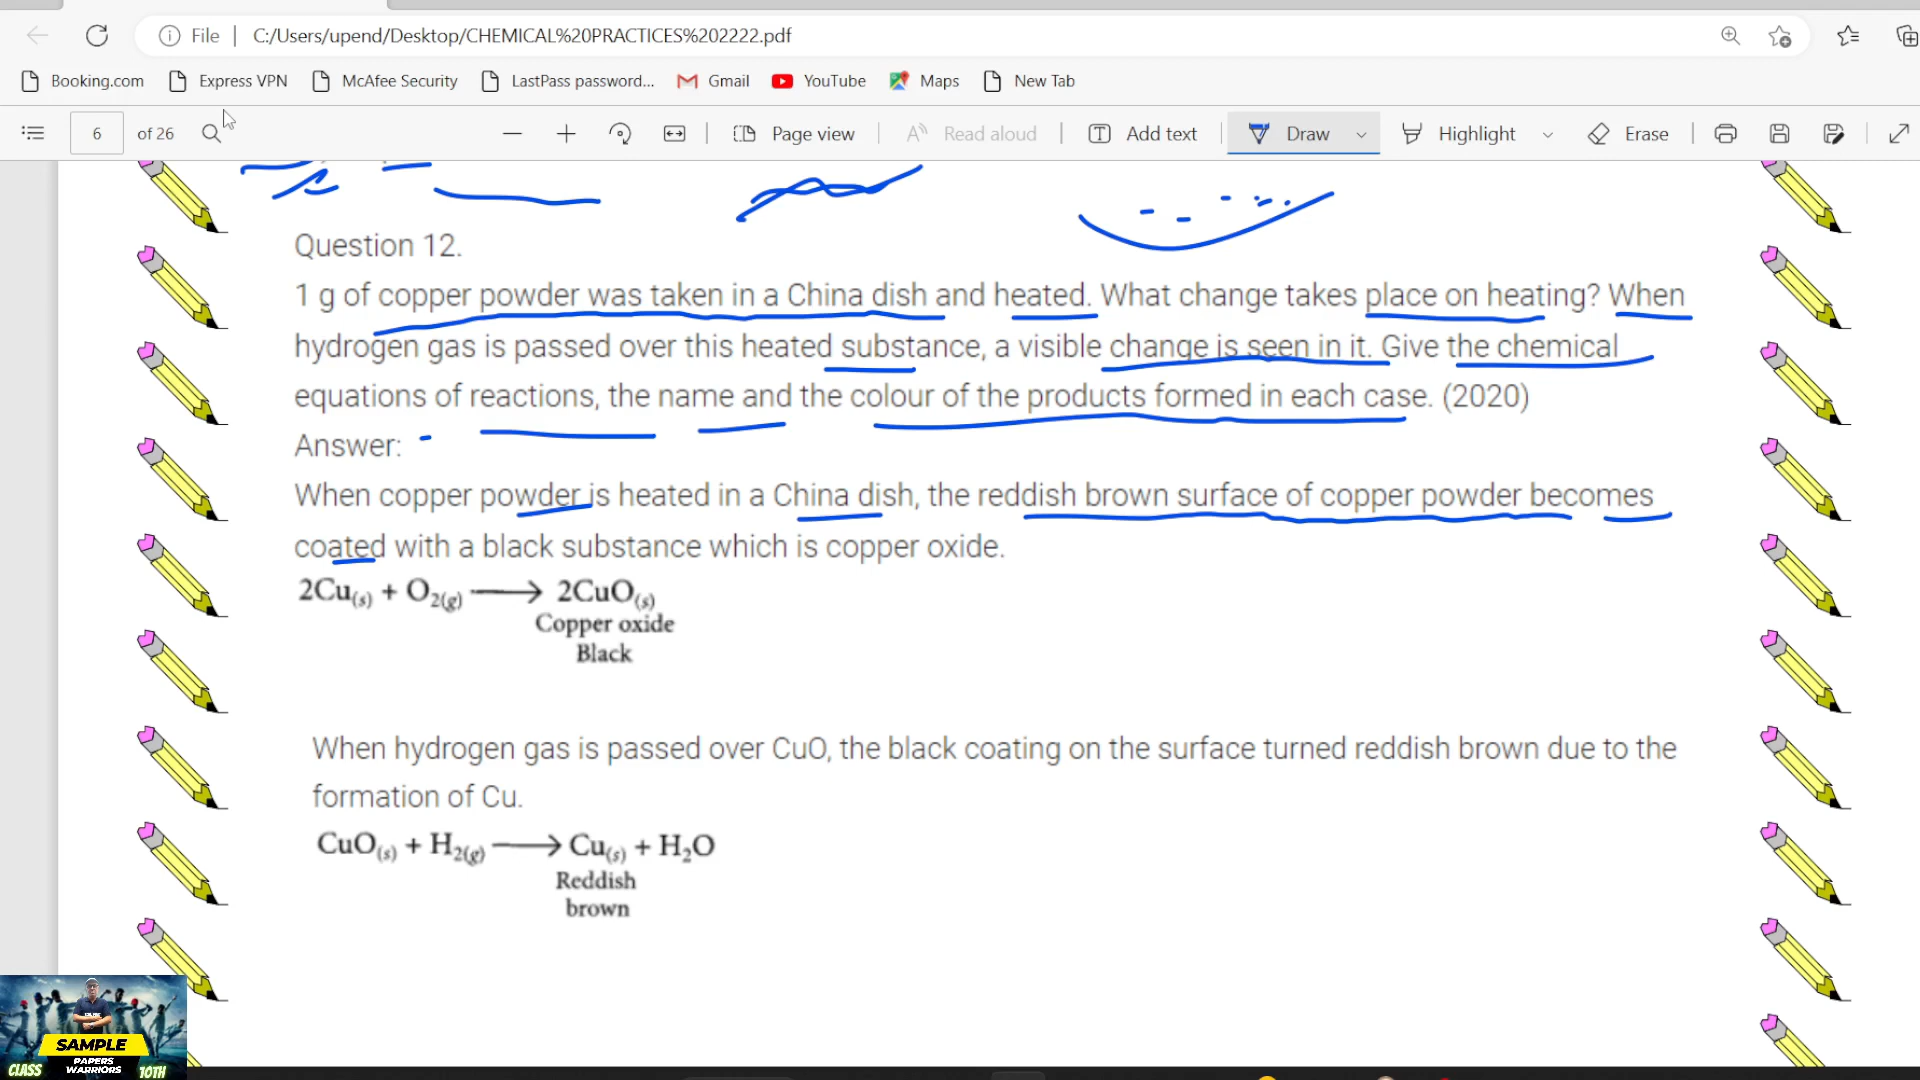 File
C:/Users/upend/Desktop/CHEMICAL%20PRACTICES%202222.pdf
Booking.com
Express VPN
McAfee Security
LastPass password...
Gmail
YouTube
Maps
New Tab
6 of 26
Page view
Read aloud
Add text
Draw
Highlight
Erase
Question 12.
1 g of copper powder was taken in a China dish and heated. What change takes place on heating? When
hydrogen gas is passed over this heated substance, a visible change is seen in it. Give the chemical
equations of reactions, the name and the colour of the products formed in each case. (2020)
Answer:
When copper powder is heated in a China dish, the reddish brown surface of copper powder becomes
coated with a black substance which is copper oxide.
2Cu(s) + O2(g) ⟶ 2CuO(s)
Copper oxide
Black
When hydrogen gas is passed over CuO, the black coating on the surface turned reddish brown due to the
formation of Cu.
CuO(s) + H2(g) ⟶ Cu(s) + H2O
Reddish
brown
SAMPLE
PAPERS
WARRIORS
CLASS 10TH